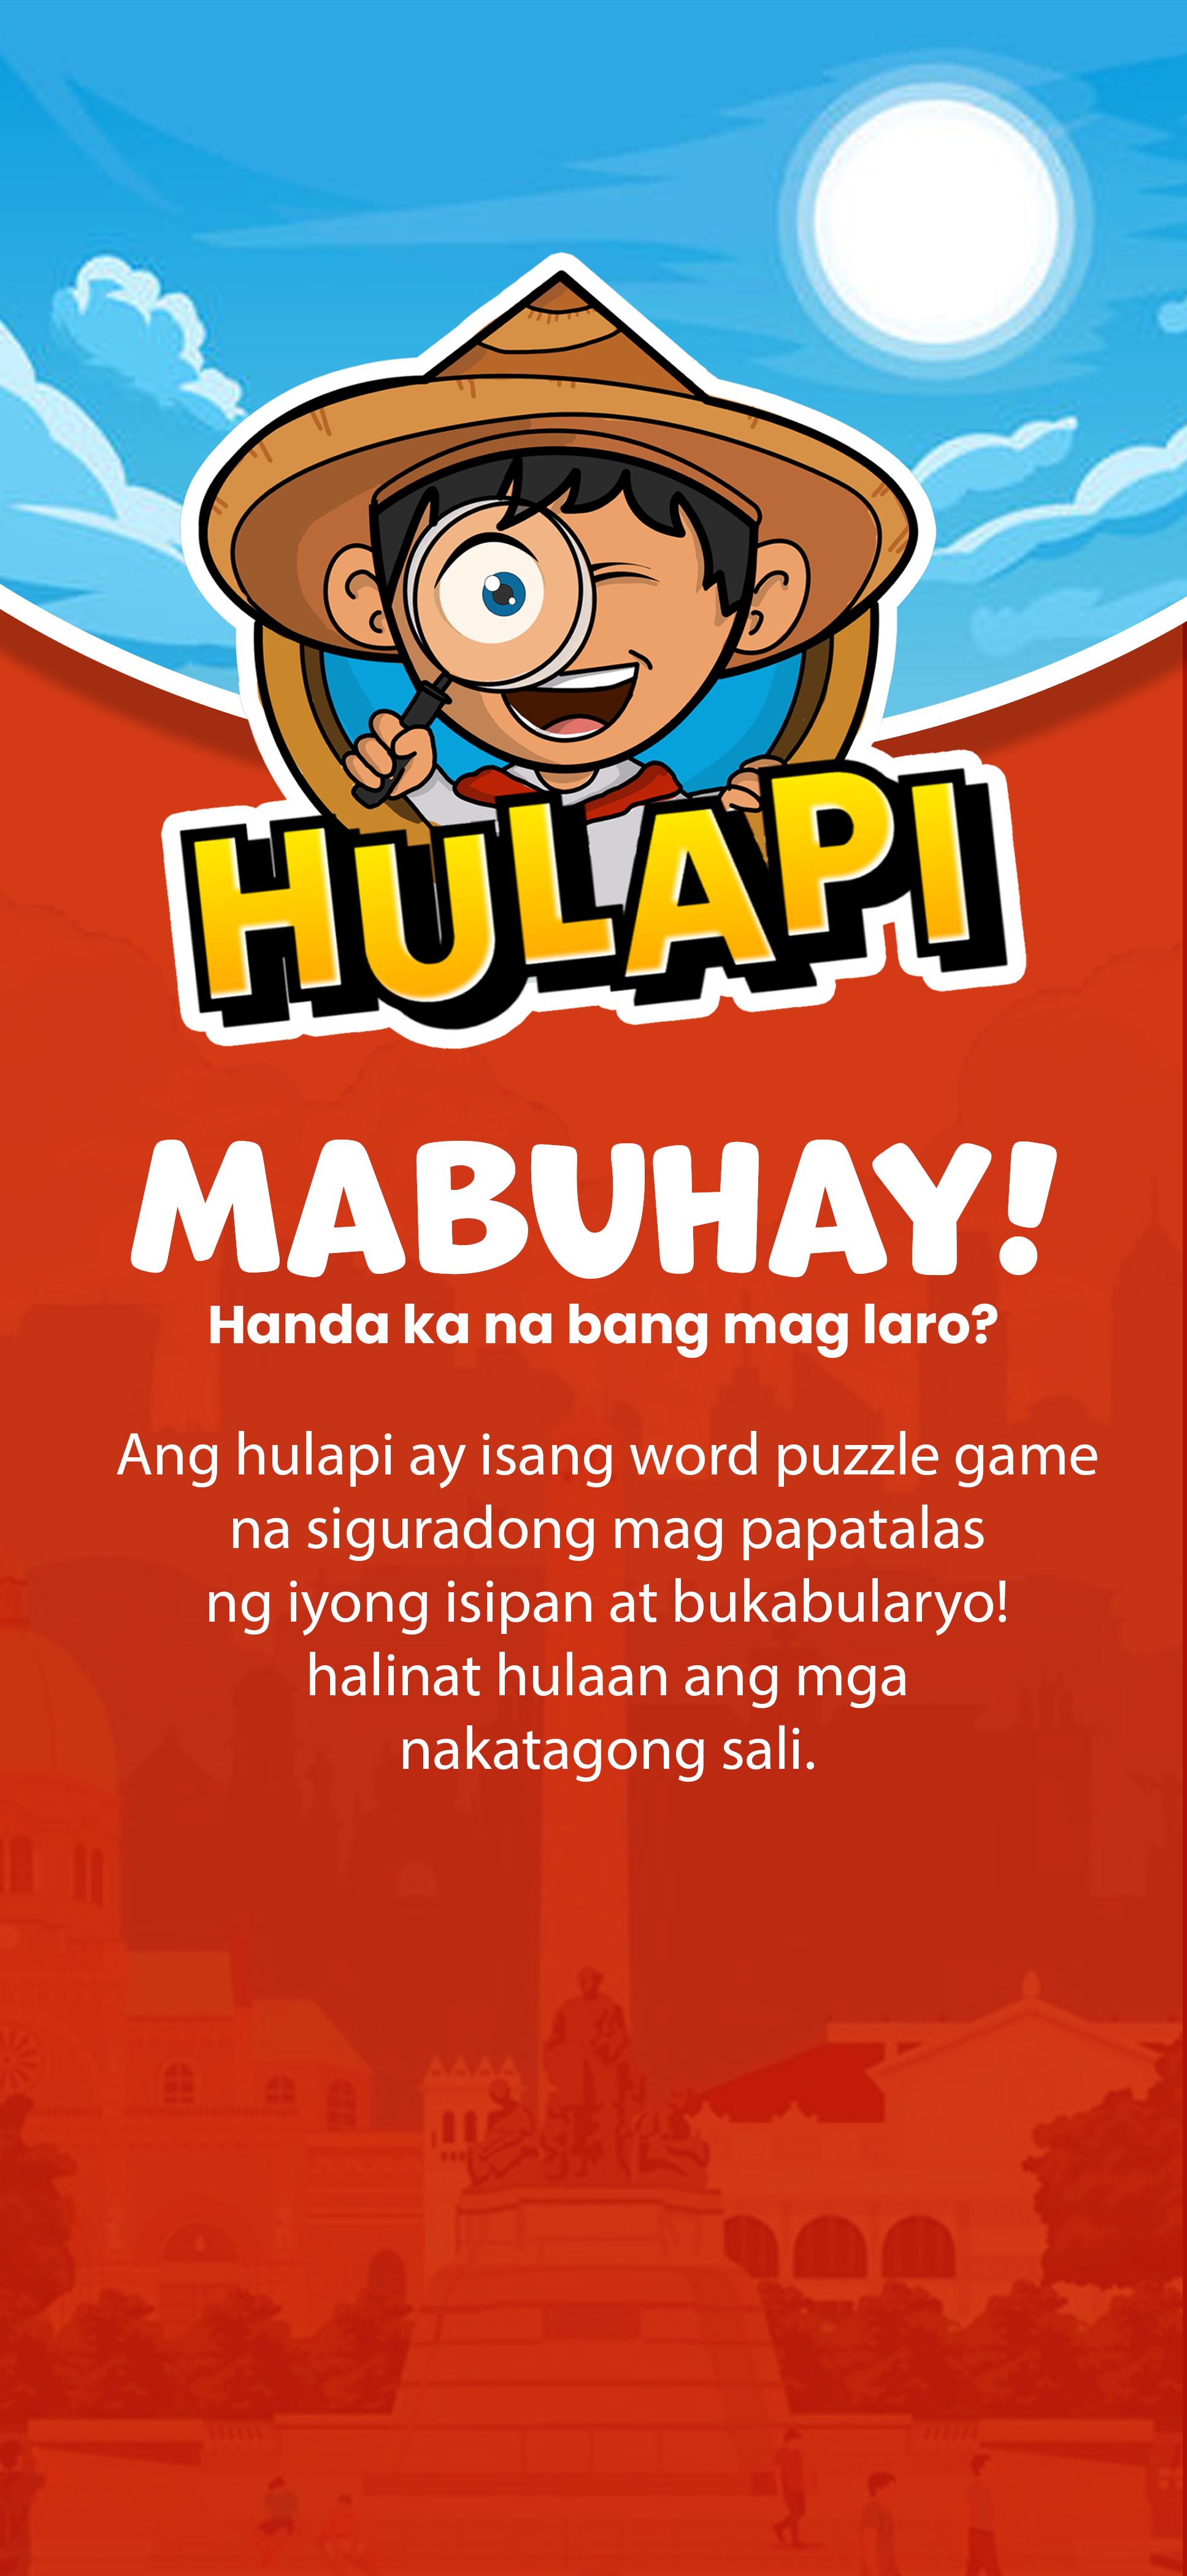 HULAPI
MABUHAY!
Handa ka na bang mag laro?
Ang hulapi ay isang word puzzle game
na siguradong mag papatalas
ng iyong isipan at bukabularyo!
halinat hulaan ang mga
nakatagong sali.